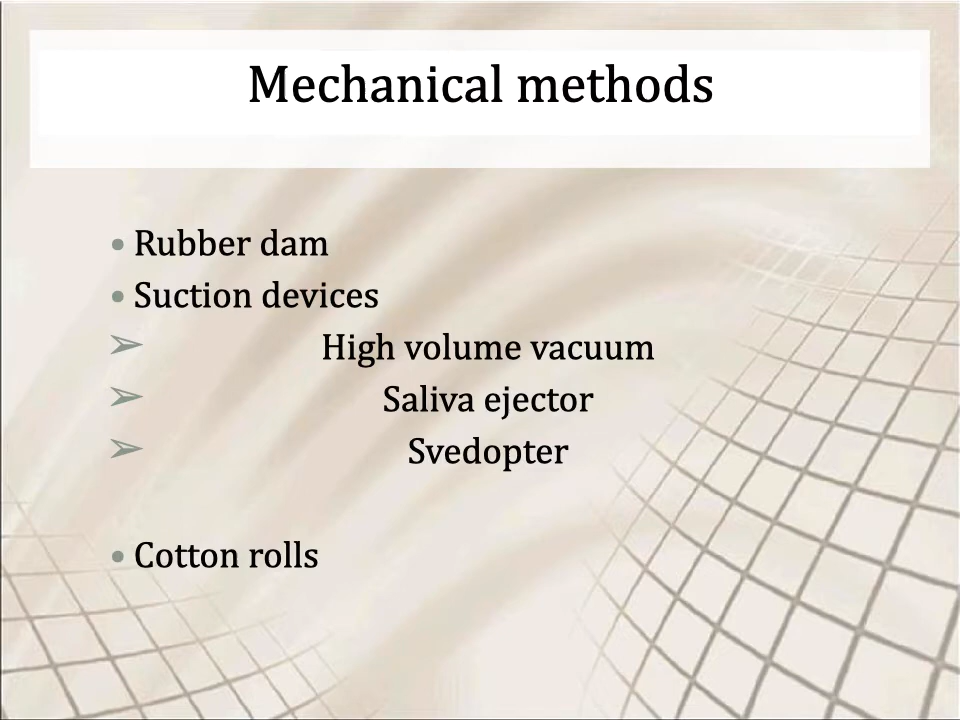 Mechanical methods
• Rubber dam
• Suction devices
➢ High volume vacuum
➢ Saliva ejector
➢ Svedopter
• Cotton rolls